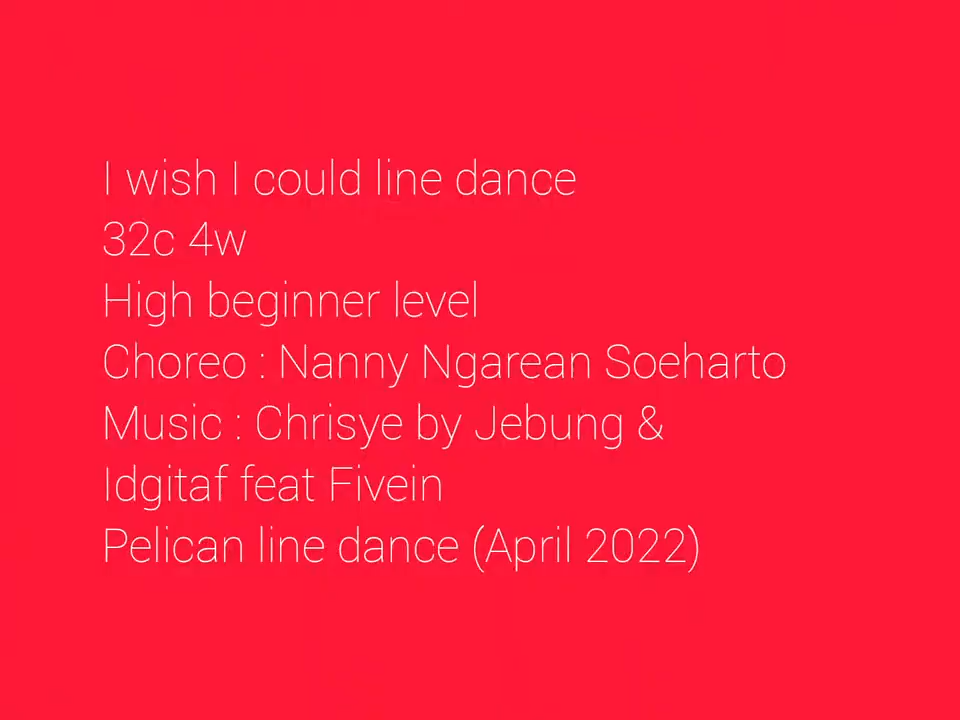 I wish I could line dance
32c 4w
High beginner level
Choreo : Nanny Ngarean Soeharto
Music : Chrisye by Jebung &
Idgitaf feat Fivein
Pelican line dance (April 2022)